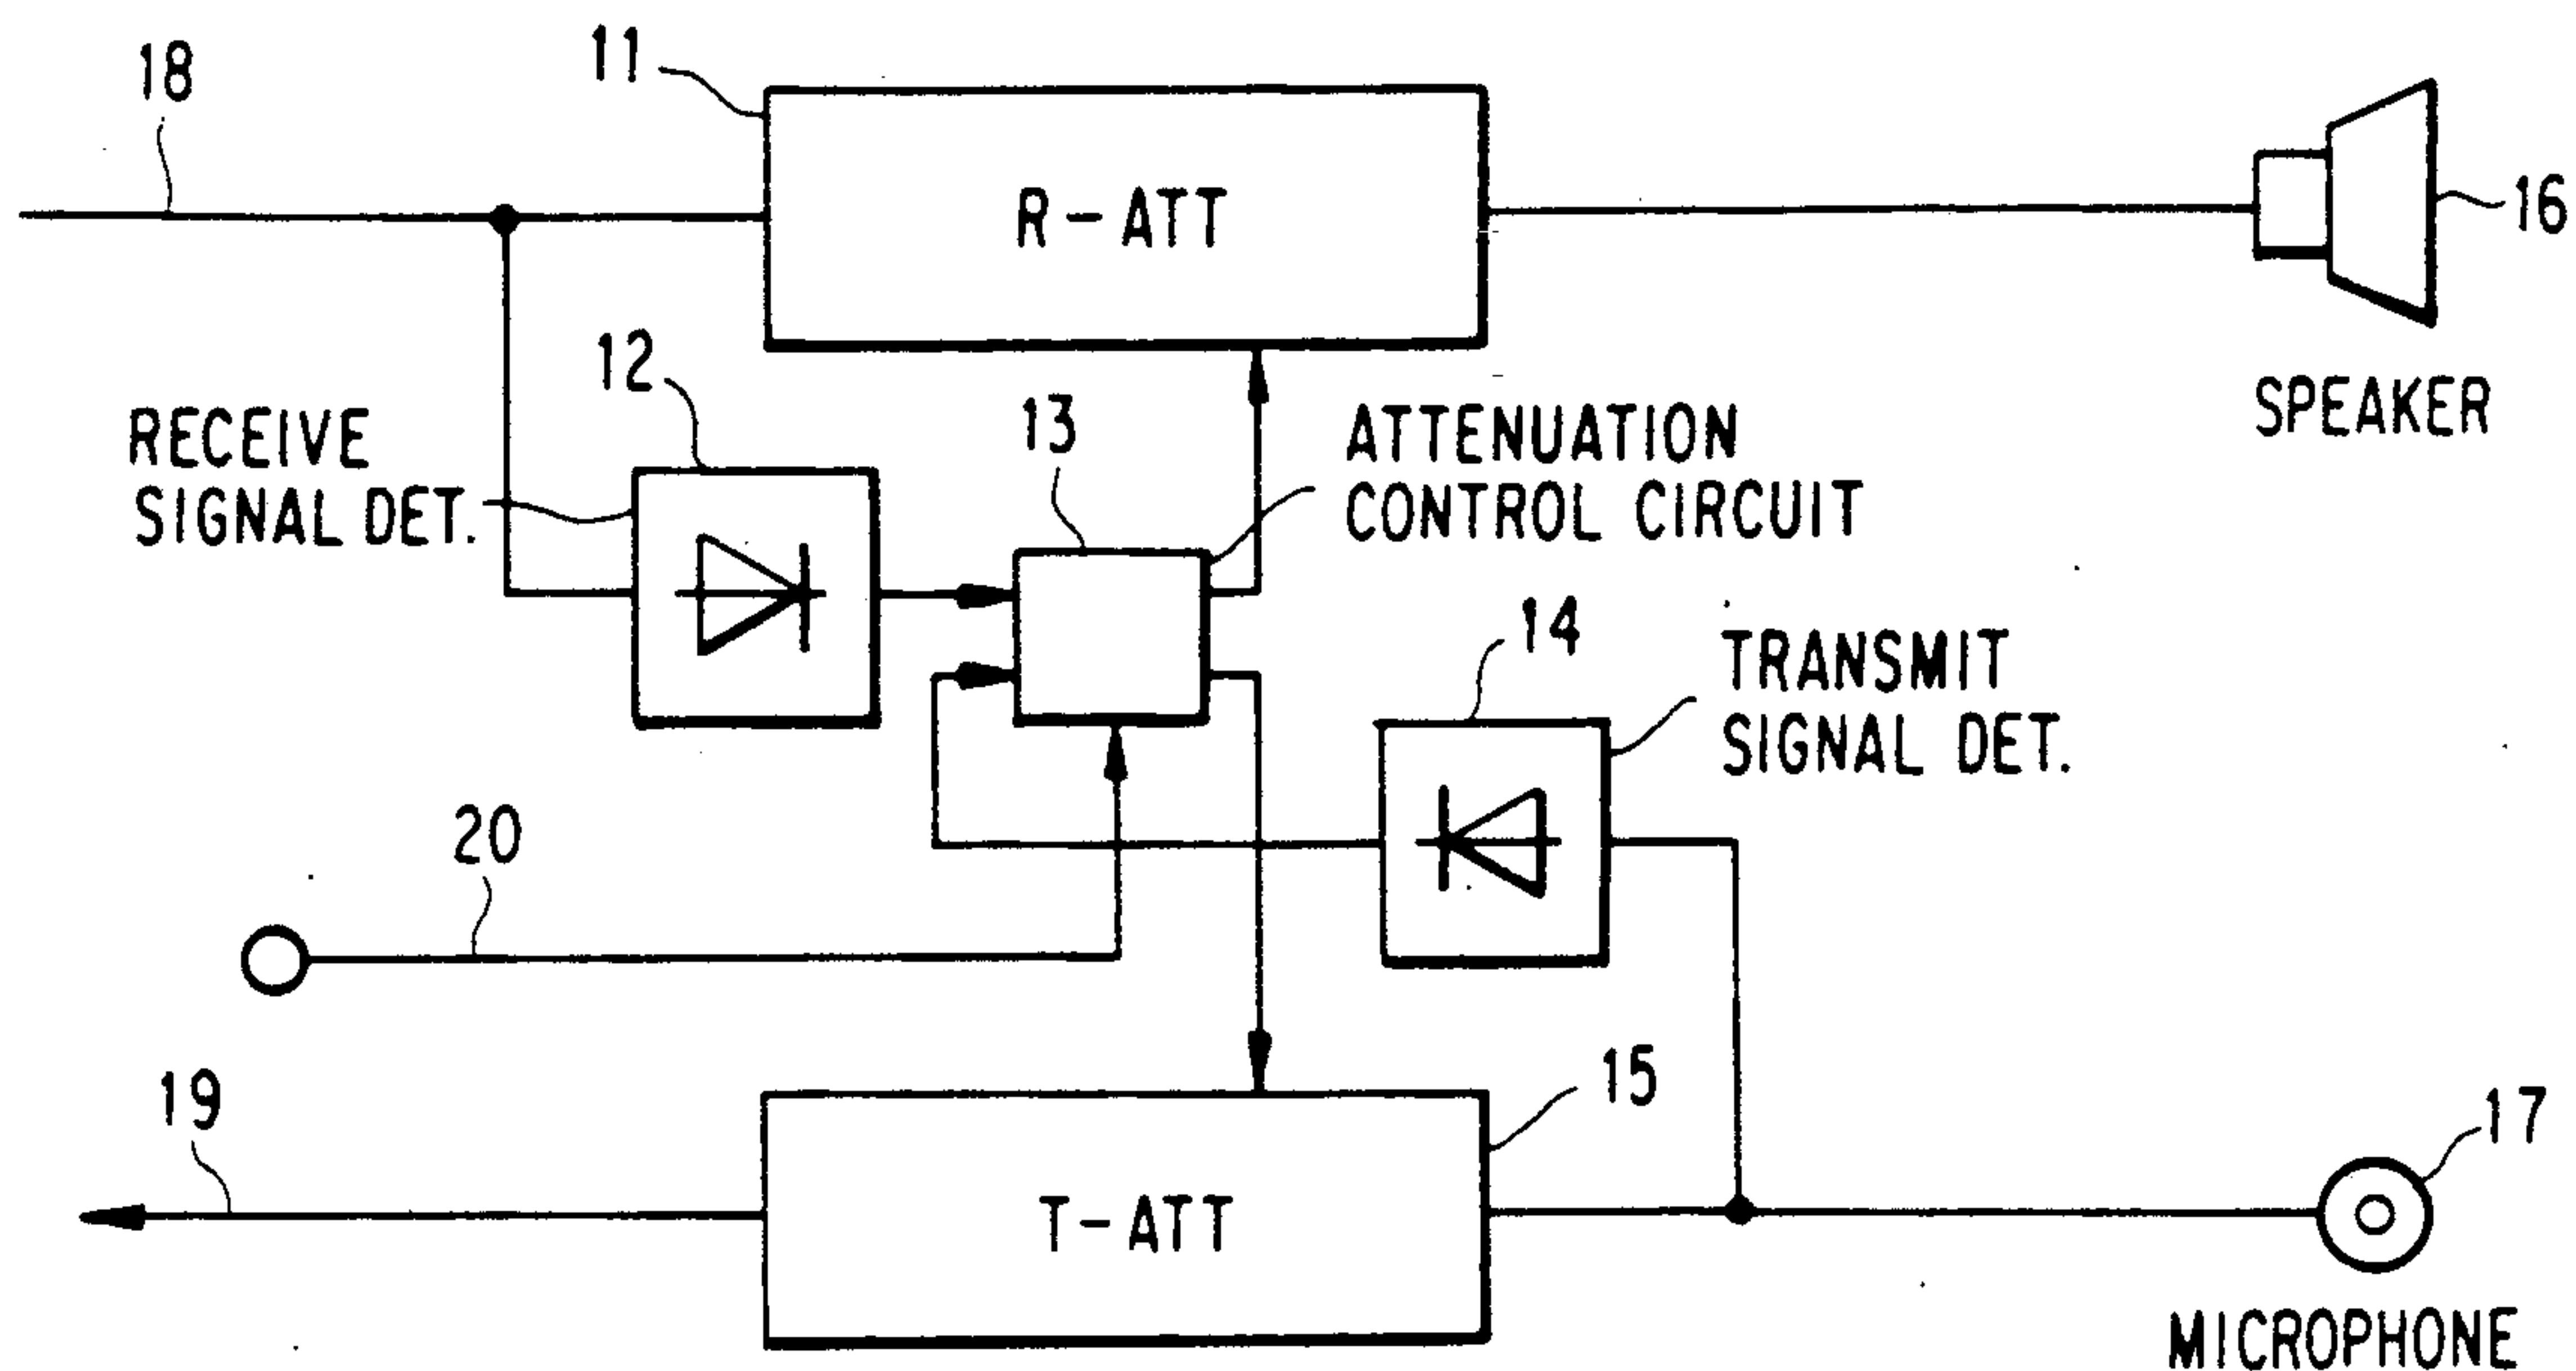 18
11
R-ATT
16
SPEAKER
12
RECEIVE
SIGNAL DET.
13
ATTENUATION
CONTROL CIRCUIT
14
TRANSMIT
SIGNAL DET.
20
19
15
T-ATT
17
MICROPHONE